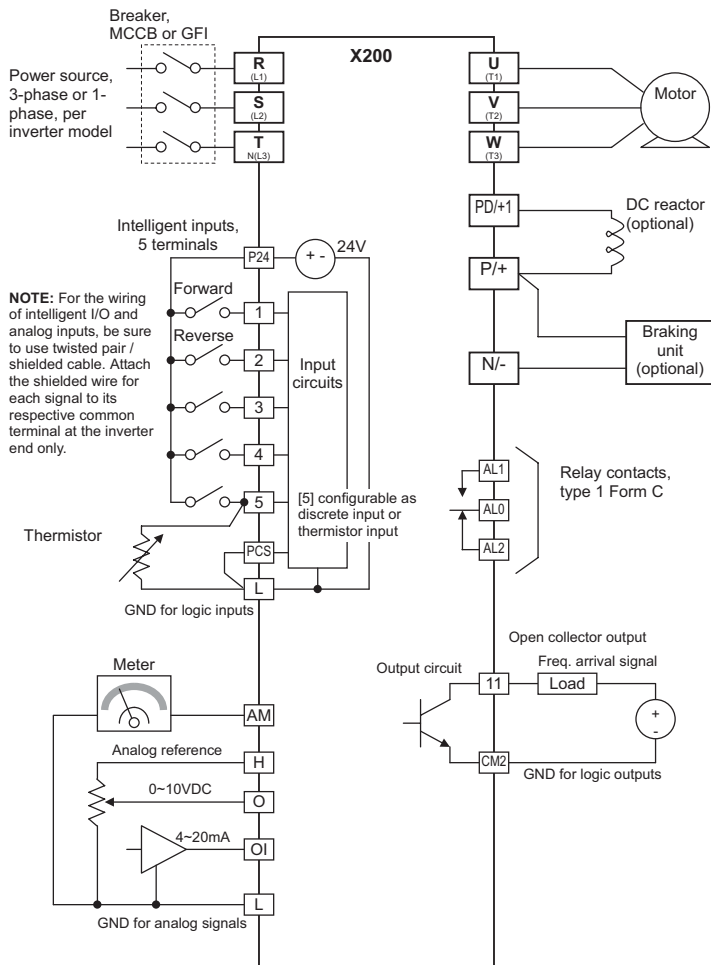 Breaker,
MCCB or GFI
Power source,
3-phase or 1-
phase, per
inverter model
R
(L1)
S
(L2)
T
N(L3)
X200
U
(T1)
V
(T2)
W
(T3)
Motor
PD/+1
DC reactor
(optional)
P/+
Braking
unit
(optional)
N/-
Intelligent inputs,
5 terminals
P24
+ -
24V
NOTE: For the wiring
of intelligent I/O and
analog inputs, be sure
to use twisted pair /
shielded cable. Attach
the shielded wire for
each signal to its
respective common
terminal at the inverter
end only.
Forward
1
Reverse
2
3
4
5
Input
circuits
[5] configurable as
discrete input or
thermistor input
Thermistor
PCS
L
GND for logic inputs
AL1
AL0
AL2
Relay contacts,
type 1 Form C
Open collector output
Output circuit
Freq. arrival signal
11
Load
+
-
CM2
GND for logic outputs
Meter
AM
Analog reference
H
0~10VDC
O
4~20mA
OI
L
GND for analog signals